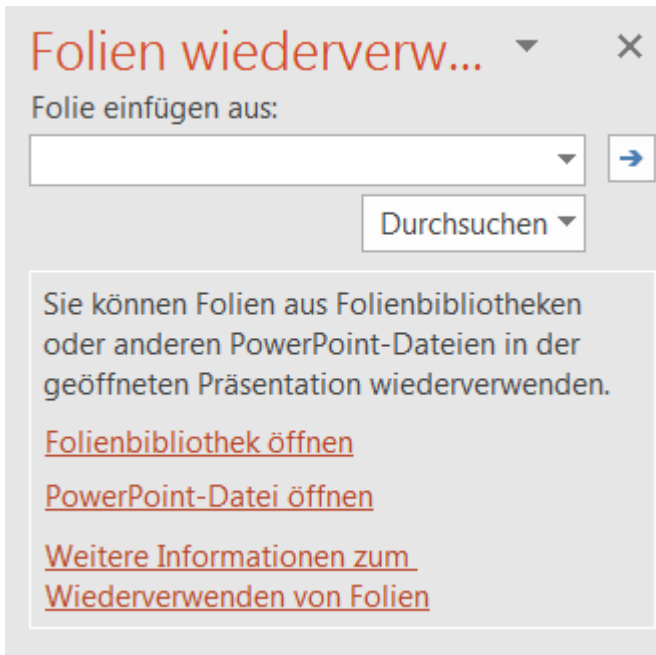 Folien wiederverw...
Folie einfügen aus:
Durchsuchen
Sie können Folien aus Folienbibliotheken
oder anderen PowerPoint-Dateien in der
geöffneten Präsentation wiederverwenden.
Folienbibliothek öffnen
PowerPoint-Datei öffnen
Weitere Informationen zum
Wiederverwenden von Folien